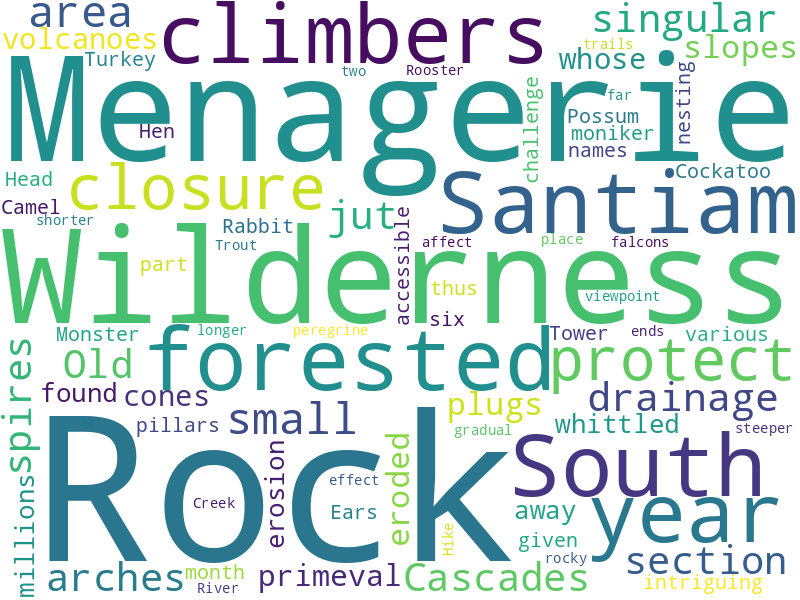 area
climbers
singular
volcanoes
Turkey
two
Rooster
whose
trails
slopes
Menagerie
Hen
challenge
far
Possum
moniker
names
nesting
Head
closure
Santiam
Cockatoo
Camel
shorter
Rabbit
jut
Trout
accessible
affect
place
falcons
Wilderness
part
thus
viewpoint
six
Monster
longer
peregrine
Tower
ends
various
spires
Old
forested
protect
found
cones
plugs
drainage
pillars
small
gradual
whittled
steeper
Rock
erosion
effect
eroded
South
millions
Creek
Ears
Hike
away
year
given
rocky
section
arches
month
River
primeval
Cascades
intriguing